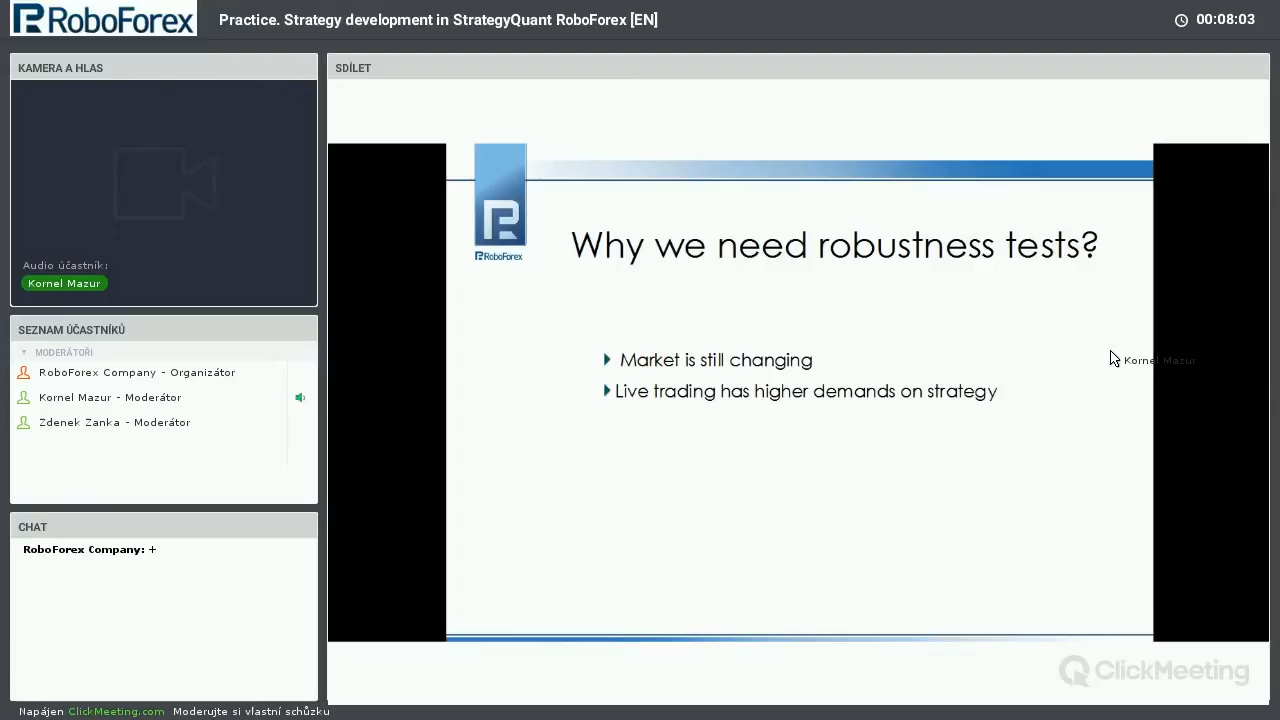 RoboForex
Practice. Strategy development in StrategyQuant RoboForex [EN]
00:08:03
KAMERA A HLAS
Audio účastník:
Kornel Mazur
SEZNAM ÚČASTNÍKŮ
MODERÁTOŘI
RoboForex Company - Organizátor
Kornel Mazur - Moderátor
Zdenek Zanka - Moderátor
CHAT
RoboForex Company: +
Napájen ClickMeeting.com Moderujte si vlastní schůzku
SDÍLET
RoboForex
Why we need robustness tests?
Market is still changing
Live trading has higher demands on strategy
Kornel Mazur
ClickMeeting